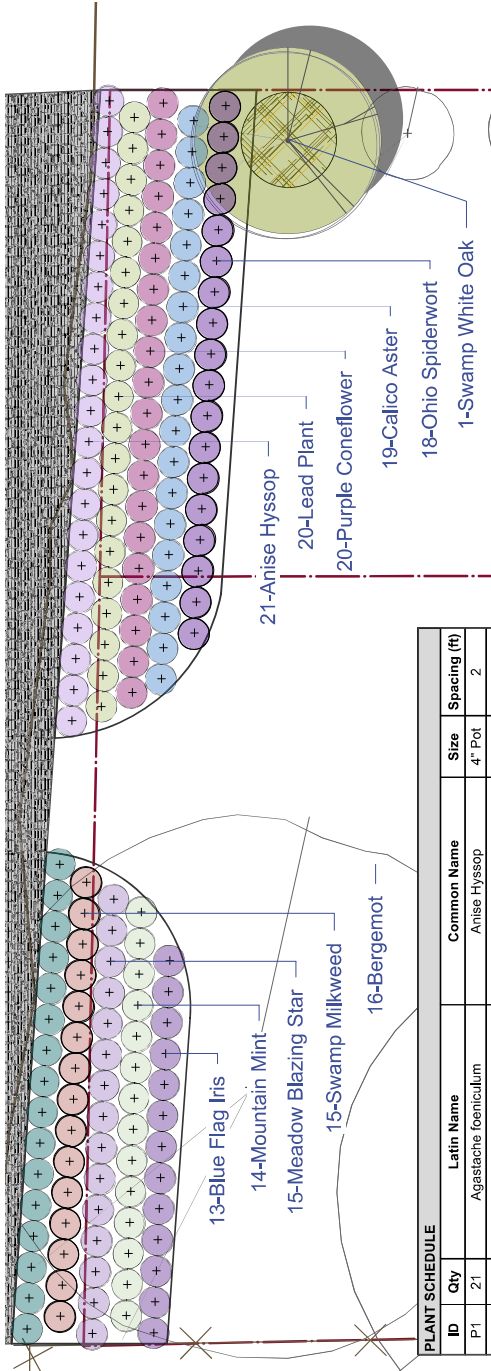 21-Anise Hyssop
20-Lead Plant
20-Purple Coneflower
19-Calico Aster
18-Ohio Spiderwort
1-Swamp White Oak
13-Blue Flag Iris
14-Mountain Mint
15-Meadow Blazing Star
15-Swamp Milkweed
16-Bergemot
PLANT SCHEDULE
ID Qty Latin Name Common Name Size Spacing (ft)
P1 21 Agastache foeniculum Anise Hyssop 4" Pot 2